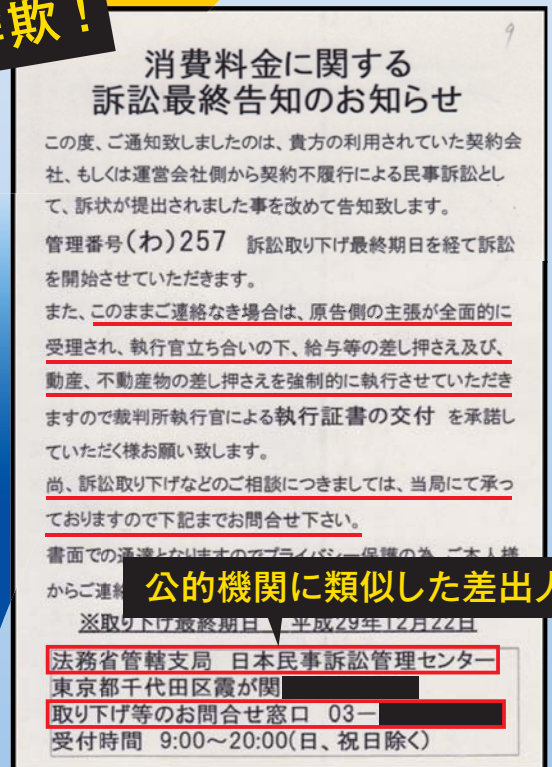 欺！
9
消費料金に関する
訴訟最終告知のお知らせ
この度、ご通知致しましたのは、貴方の利用されていた契約会
社、もしくは運営会社側から契約不履行による民事訴訟とし
て、訴状が提出されました事を改めて告知致します。
管理番号(わ)257 訴訟取り下げ最終期日を経て訴訟
を開始させていただきます。
また、このままご連絡なき場合は、原告側の主張が全面的に
受理され、執行官立ち合いの下、給与等の差し押さえ及び、
動産、不動産物の差し押さえを強制的に執行させていただき
ますので裁判所執行官による執行証書の交付 を承諾し
ていただく様お願い致します。
尚、訴訟取り下げなどのご相談につきましては、当局にて承っ
ておりますので下記までお問合せ下さい。
書面での通達となりますのでプライバシー保護の為、ご本人様
からご連絡
公的機関に類似した差出人
※取り下げ最終期日 平成29年12月22日
法務省管轄支局 日本民事訴訟管理センター
東京都千代田区霞が関
取り下げ等のお問合せ窓口 03－
受付時間 9:00～20:00(日、祝日除く)